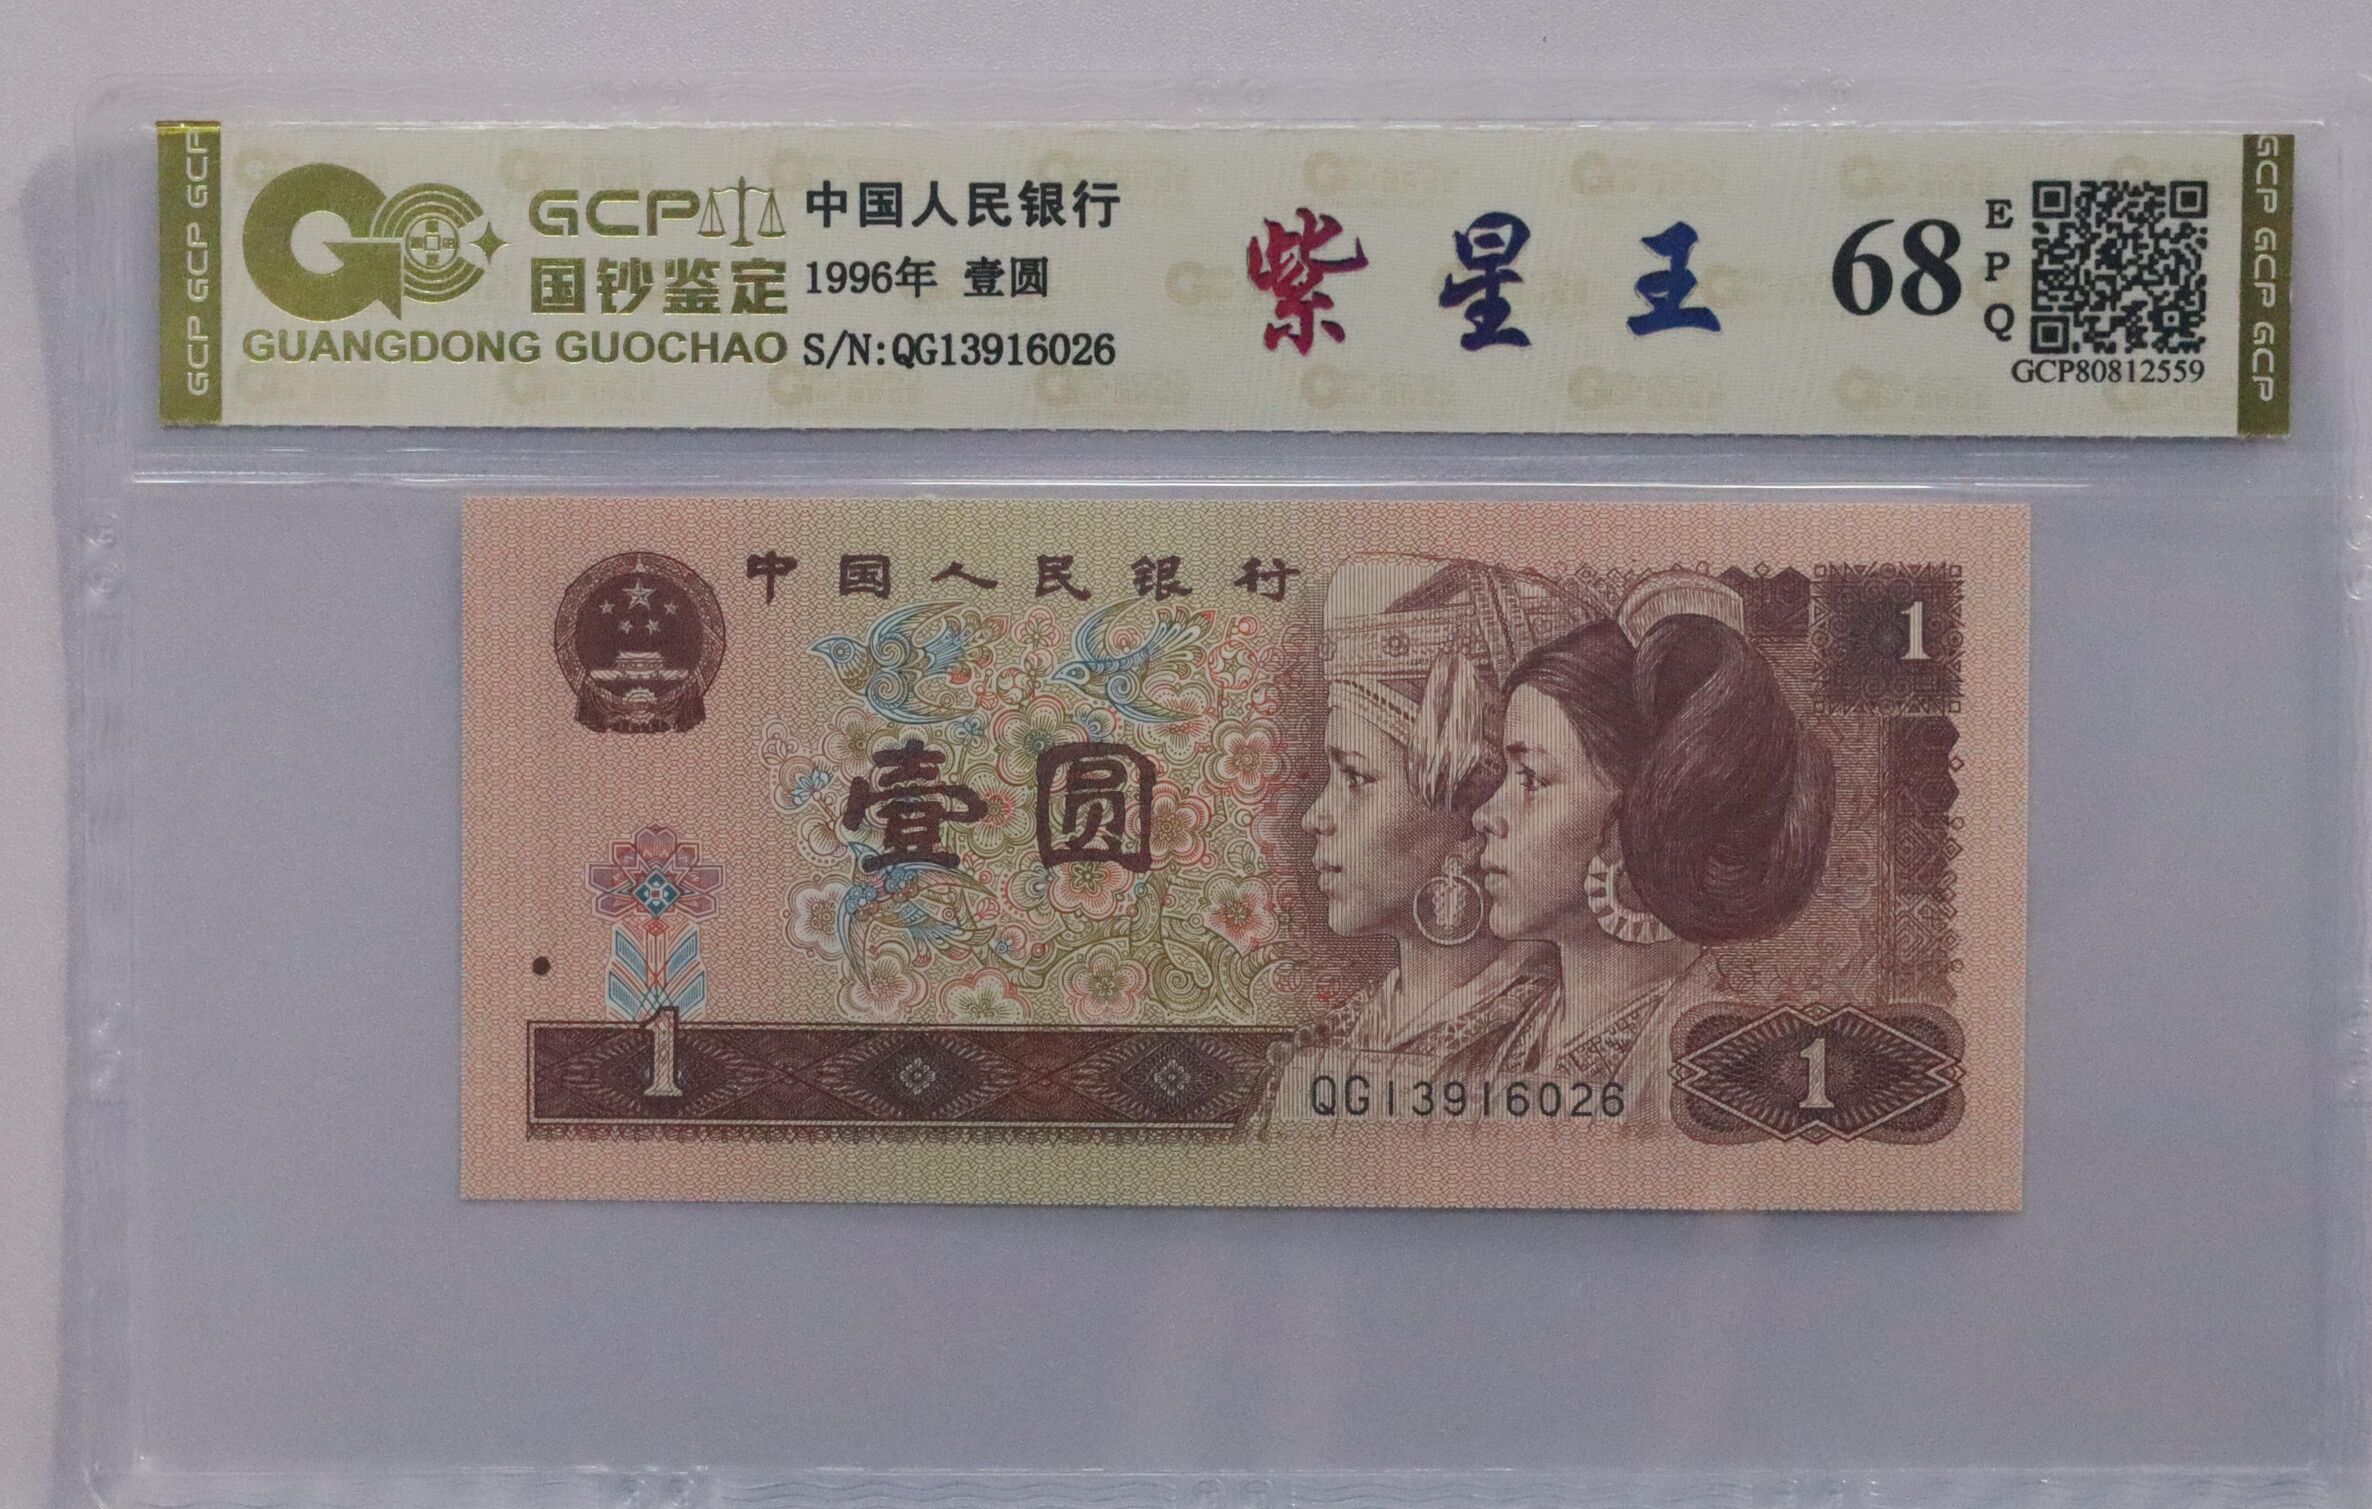 GCP GCP GCP
GCP
国钞鉴定
GUANGDONG GUOCHAO
中国人民银行
1996年 壹圆
S/N:QG13916026
紫星王
68
EPQ
GCP80812559
GCP GCP GCP
中国人民银行
1
壹圆
1
QG13916026
1